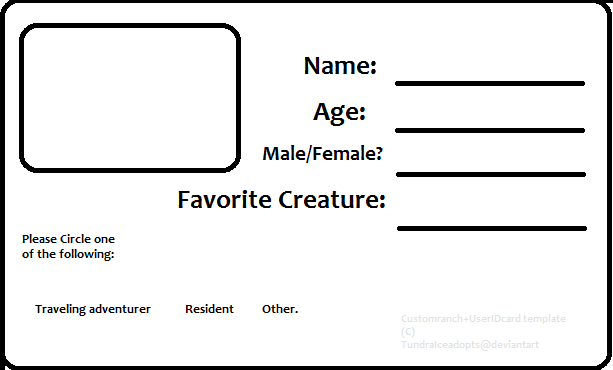 Name:
Age:
Male/Female?
Favorite Creature:
Please Circle one
of the following:
Traveling adventurer Resident Other.
Customranch+UserIDcard template
(C)
TundraIceadopts@deviantart